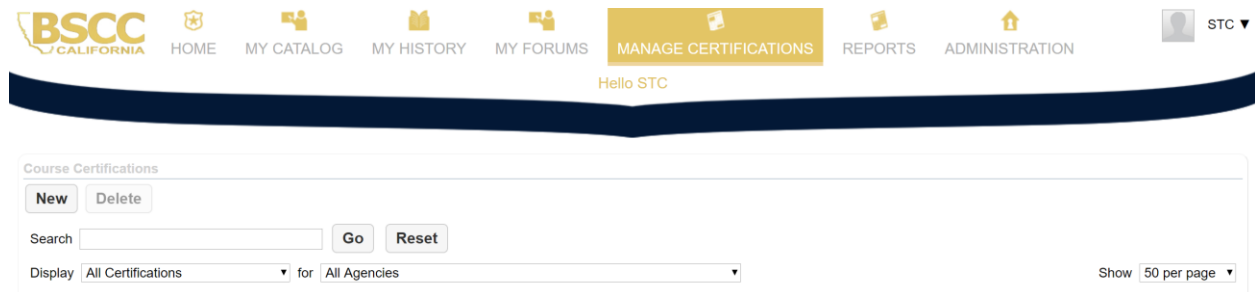 BSCC
CALIFORNIA
HOME MY CATALOG MY HISTORY MY FORUMS MANAGE CERTIFICATIONS REPORTS ADMINISTRATION
STC ▼
Hello STC
Course Certifications
New Delete
Search Go Reset
Display All Certifications ▼ for All Agencies ▼ Show 50 per page ▼